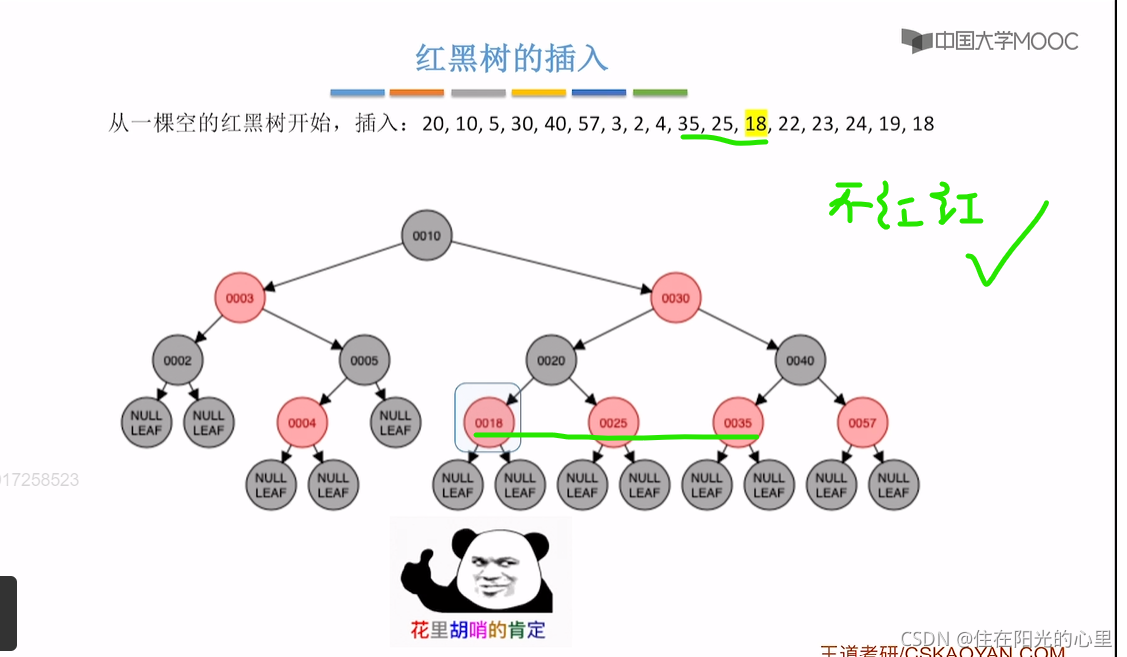 中国大学MOOC
红黑树的插入
从一棵空的红黑树开始，插入：20, 10, 5, 30, 40, 57, 3, 2, 4, 35, 25, 18, 22, 23, 24, 19, 18
不红红
0010
0003
0030
0002
0005
0020
0040
NULL LEAF
NULL LEAF
0004
NULL LEAF
0018
0025
0035
0057
NULL LEAF
NULL LEAF
NULL LEAF
NULL LEAF
NULL LEAF
NULL LEAF
NULL LEAF
NULL LEAF
NULL LEAF
NULL LEAF
017258523
花里胡哨的肯定
CSDN @住在阳光的心里
王道考研/CSKAOYAN.COM